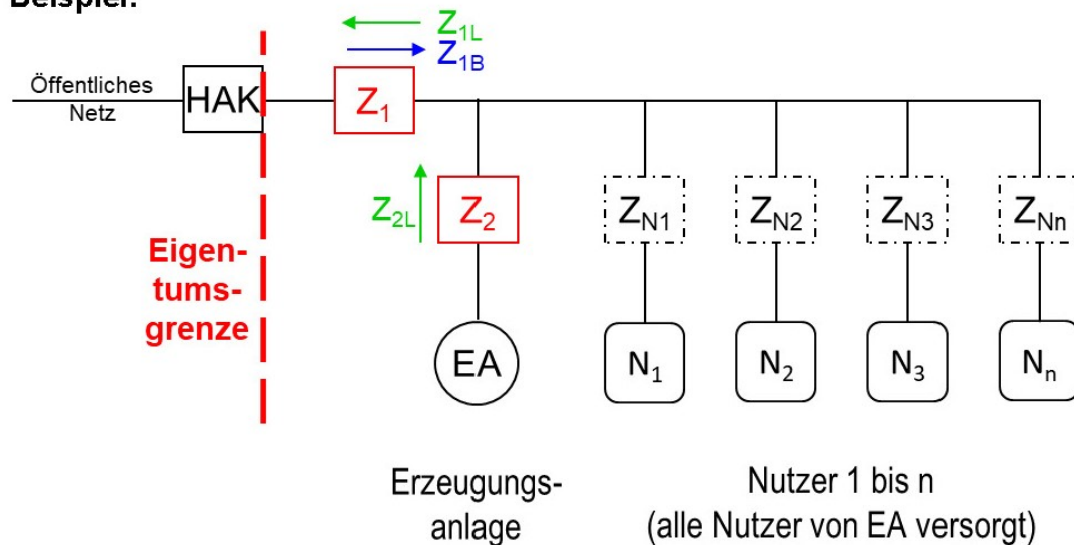 Beispiel:
Z1L
Z1B
Öffentliches
Netz
HAK
Z1
Z2L
Z2
ZN1
ZN2
ZN3
ZNn
Eigen-
tums-
grenze
EA
N1
N2
N3
Nn
Erzeugungs-
anlage
Nutzer 1 bis n
(alle Nutzer von EA versorgt)